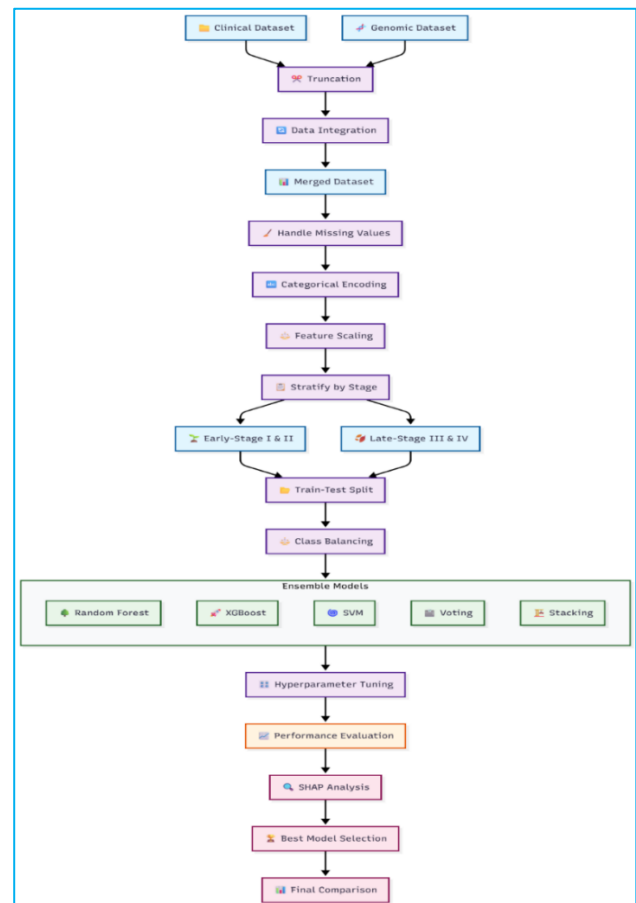 Clinical Dataset
Genomic Dataset
Truncation
Data Integration
Merged Dataset
Handle Missing Values
Categorical Encoding
Feature Scaling
Stratify by Stage
Early-Stage I & II
Late-Stage III & IV
Train-Test Split
Class Balancing
Ensemble Models
Random Forest
XGBoost
SVM
Voting
Stacking
Hyperparameter Tuning
Performance Evaluation
SHAP Analysis
Best Model Selection
Final Comparison